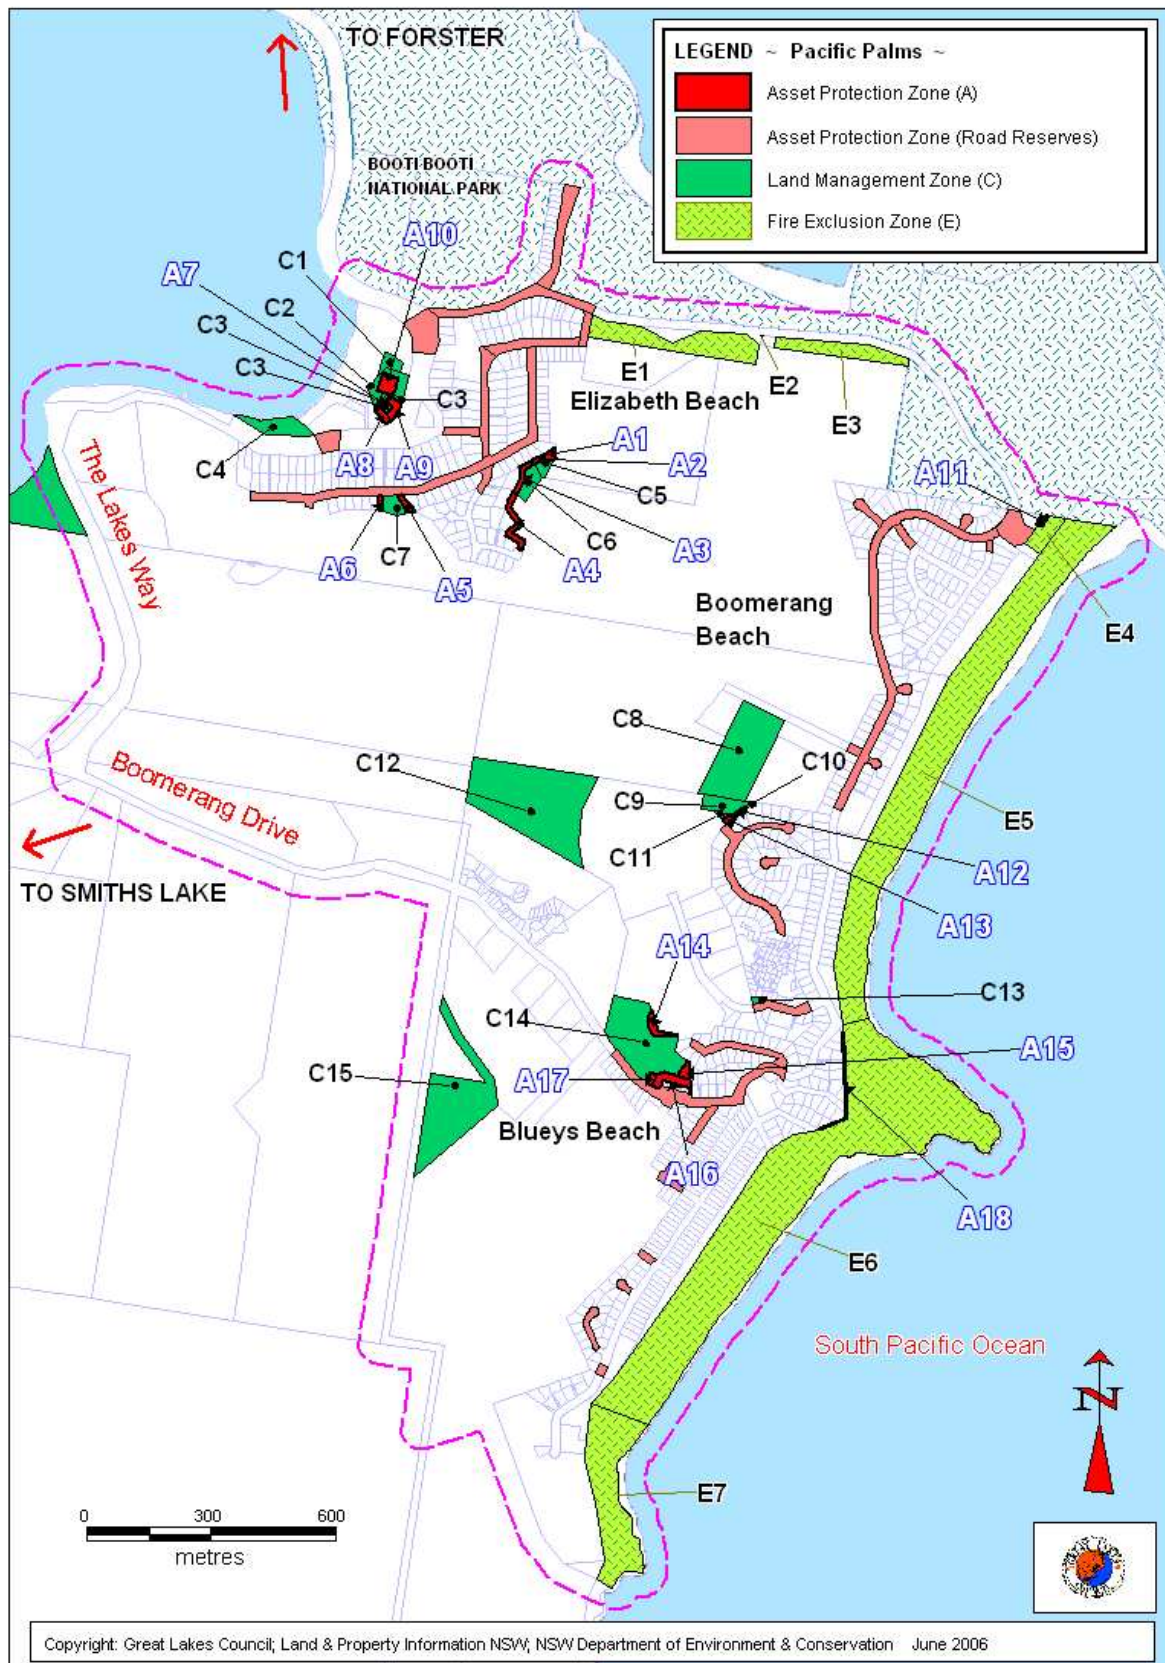 TO FORSTER
LEGEND ~ Pacific Palms ~
Asset Protection Zone (A)
Asset Protection Zone (Road Reserves)
Land Management Zone (C)
Fire Exclusion Zone (E)
BOOTI BOOTI
NATIONAL PARK
A10
C1
A7
C2
C3
C3
C3
E1
E2
E3
Elizabeth Beach
A1
A2
C4
A8
A9
C5
The Lakes Way
A11
C6
A3
C7
A6
A5
A4
Boomerang
Beach
E4
C8
C12
C10
Boomerang Drive
C9
E5
C11
A12
TO SMITHS LAKE
A13
A14
C13
C14
A15
C15
A17
Blueys Beach
A16
A18
E6
South Pacific Ocean
N
E7
0 300 600
metres
Copyright: Great Lakes Council; Land & Property Information NSW; NSW Department of Environment & Conservation June 2006